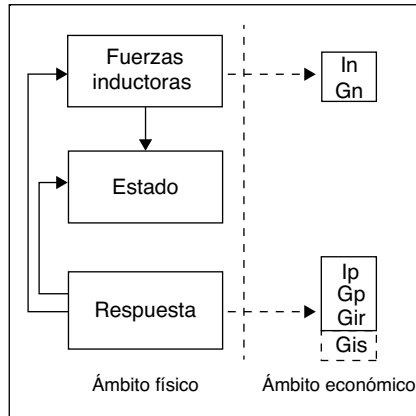 Fuerzas
inductoras
In
Gn
Estado
Respuesta
Ip
Gp
Gir
Gis
Ámbito físico
Ámbito económico